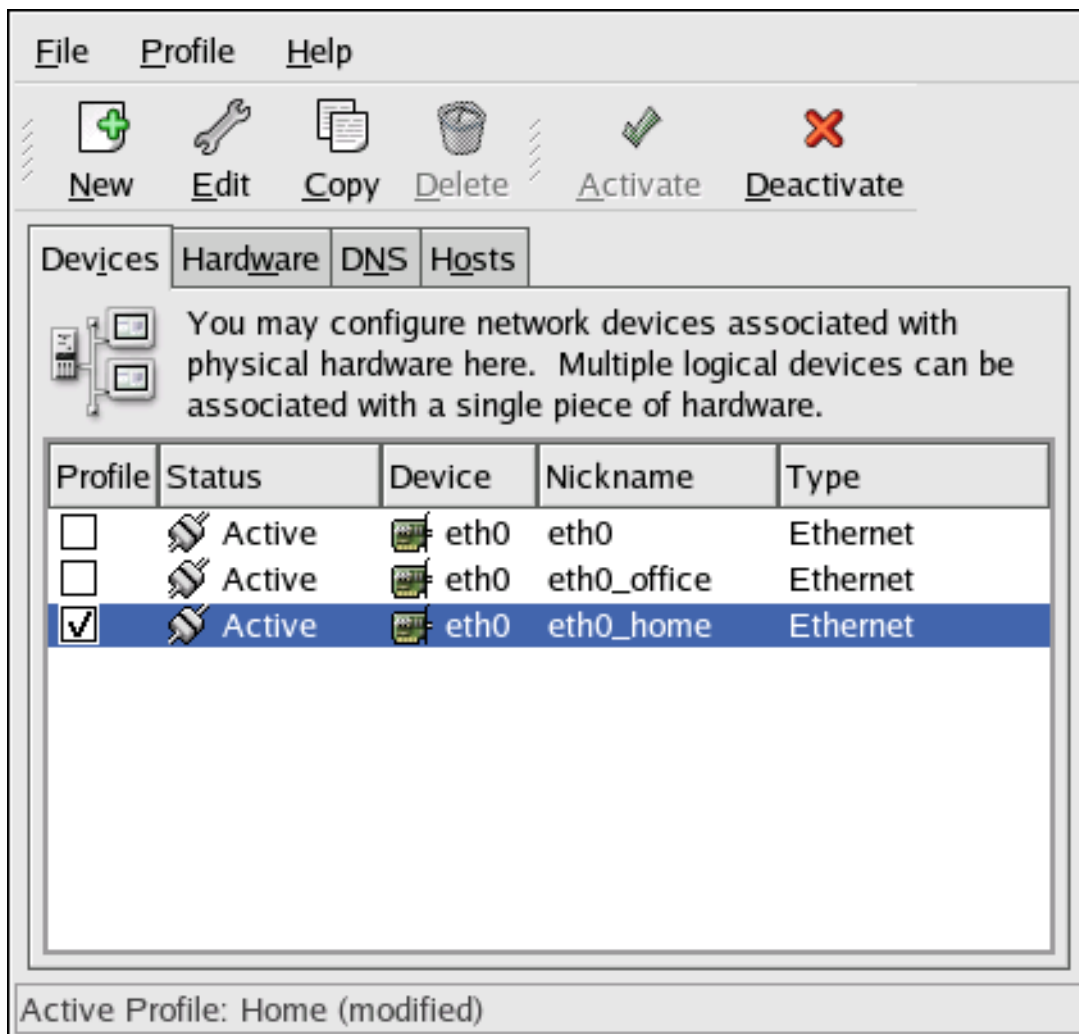 File Profile Help
New Edit Copy Delete Activate Deactivate
Devices Hardware DNS Hosts
You may configure network devices associated with
physical hardware here.  Multiple logical devices can be
associated with a single piece of hardware.
Profile Status Device Nickname Type
Active eth0 eth0 Ethernet
Active eth0 eth0_office Ethernet
Active eth0 eth0_home Ethernet
Active Profile: Home (modified)